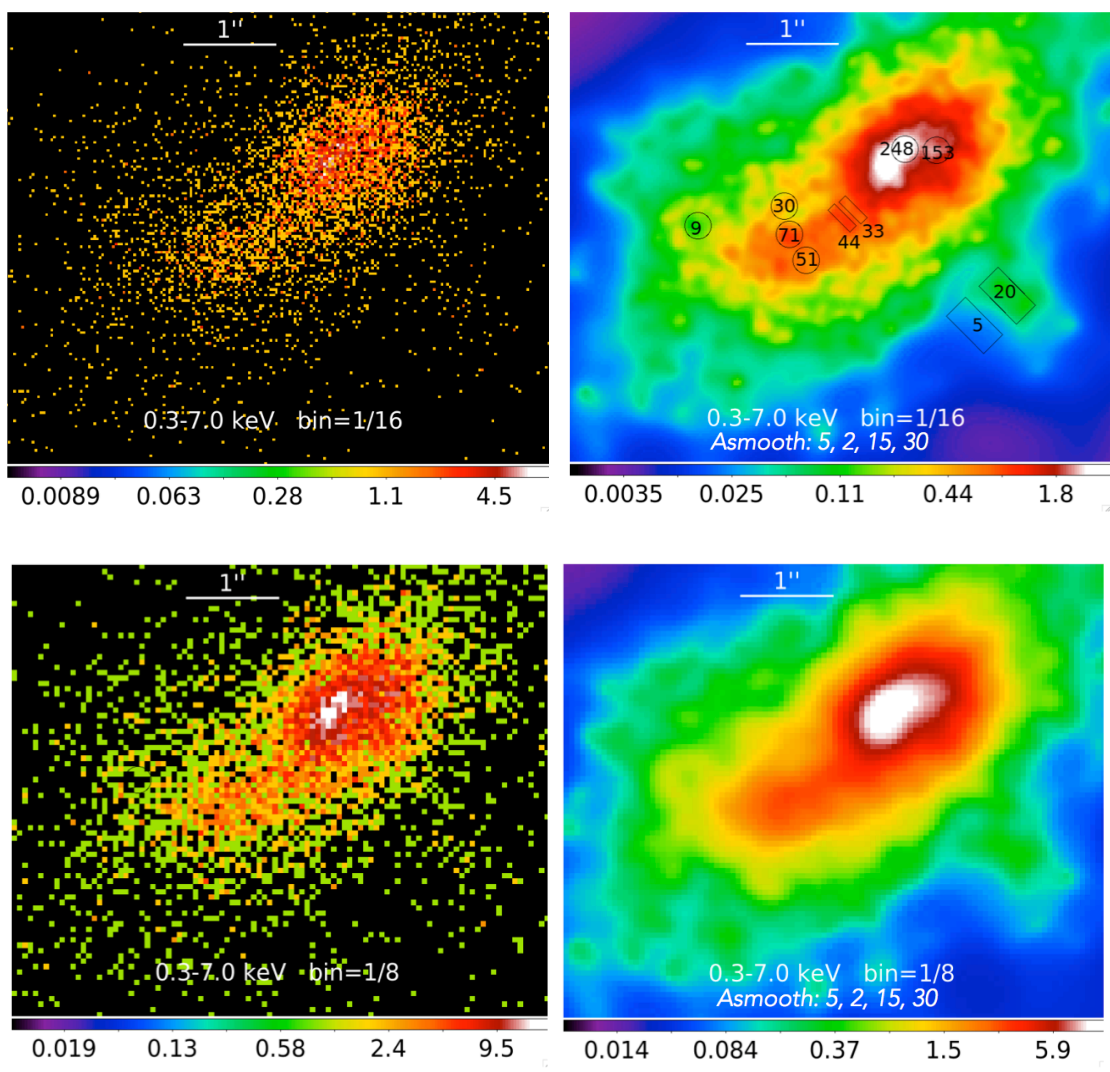 1''
0.3-7.0 keV bin=1/16
0.0089 0.063 0.28 1.1 4.5
1''
248 153
30
9
71
33
44
51
20
5
0.3-7.0 keV bin=1/16
Asmooth: 5, 2, 15, 30
0.0035 0.025 0.11 0.44 1.8
1''
0.3-7.0 keV bin=1/8
0.019 0.13 0.58 2.4 9.5
1''
0.3-7.0 keV bin=1/8
Asmooth: 5, 2, 15, 30
0.014 0.084 0.37 1.5 5.9